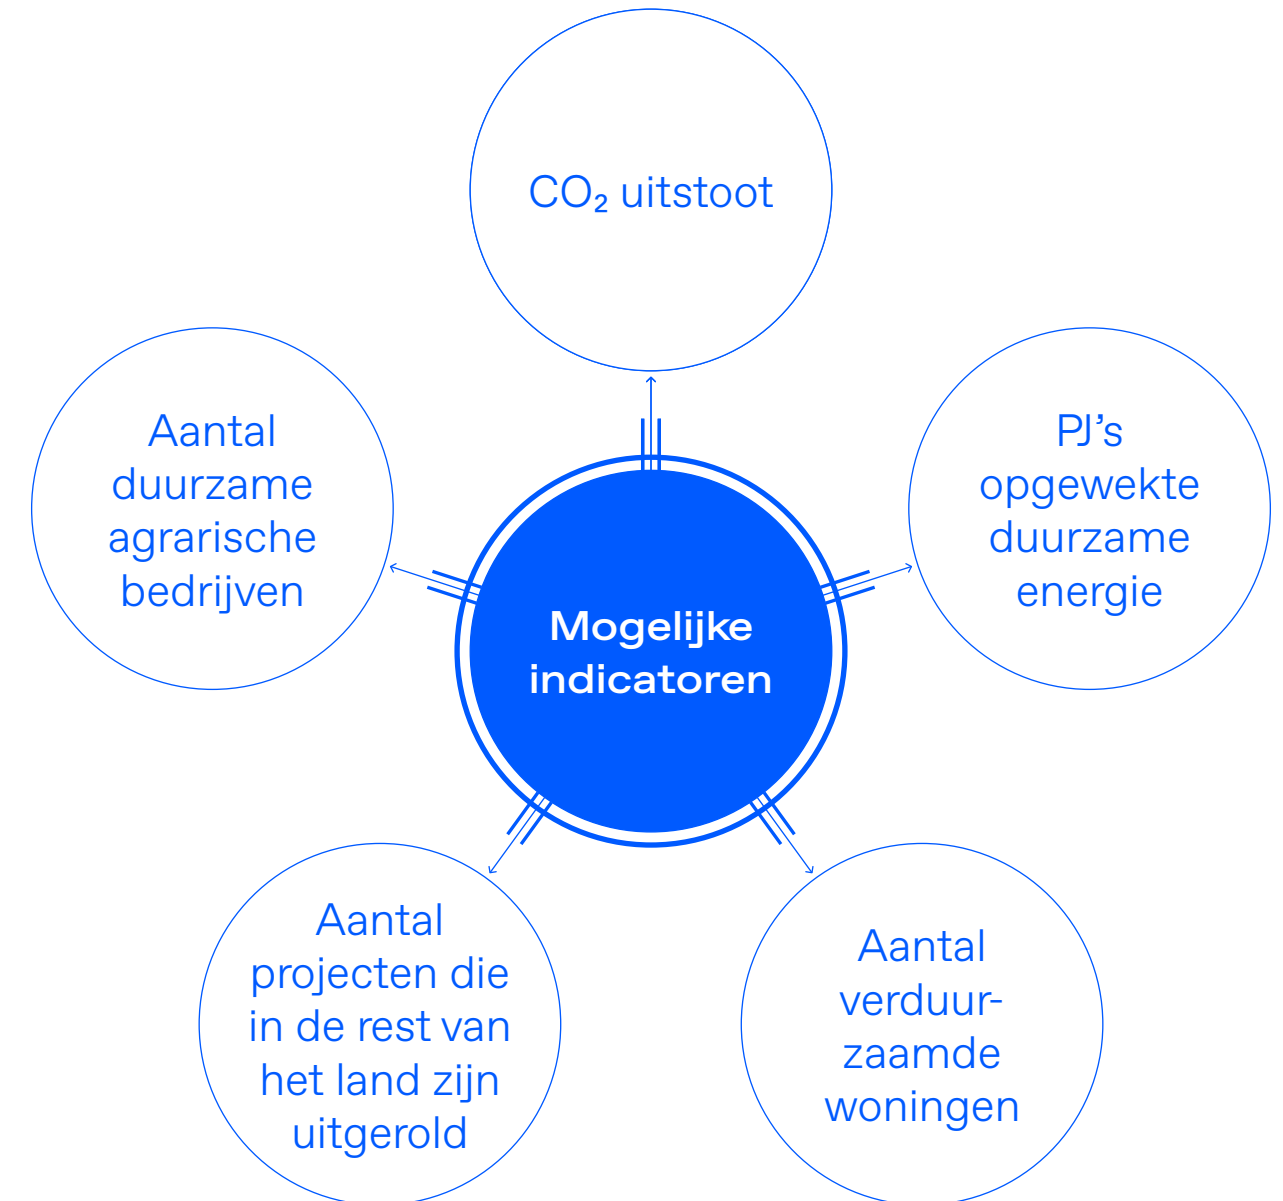 CO₂ uitstoot
Aantal
duurzame
agrarische
bedrijven
PJ's
opgewekte
duurzame
energie
Mogelijke
indicatoren
Aantal
projecten die
in de rest van
het land zijn
uitgerold
Aantal
verduur-
zaamde
woningen